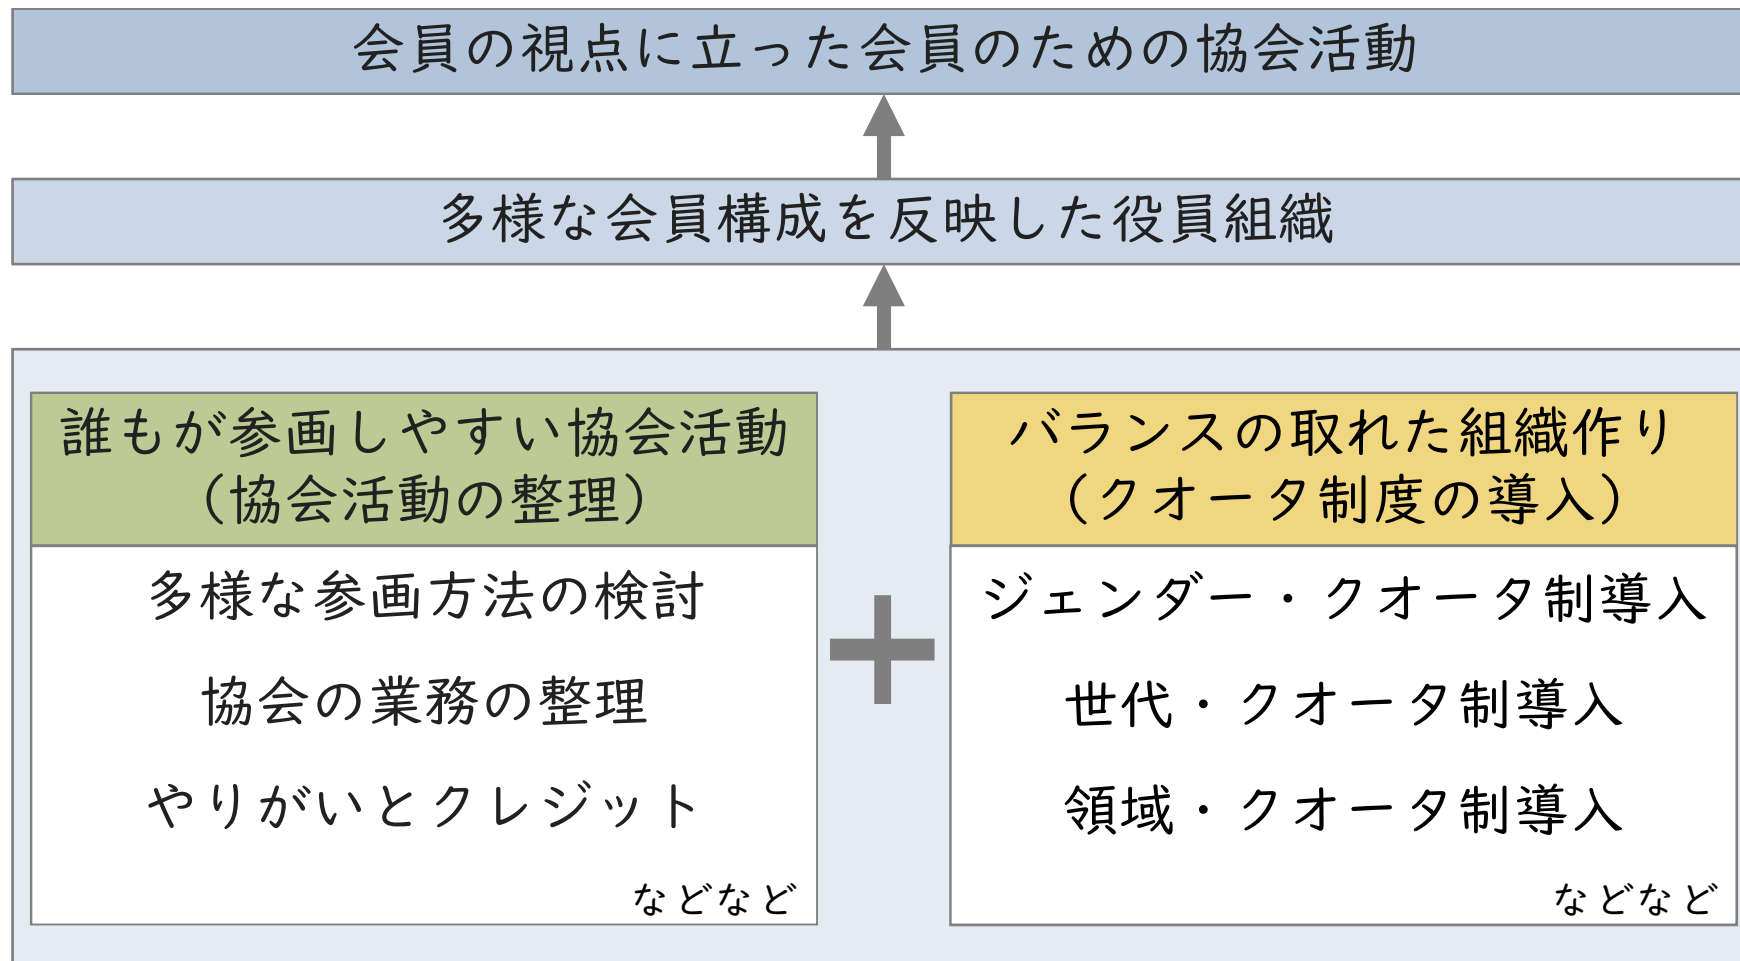 会員の視点に立った会員のための協会活動
多様な会員構成を反映した役員組織
誰もが参画しやすい協会活動
（協会活動の整理）
多様な参画方法の検討
協会の業務の整理
やりがいとクレジット
などなど
バランスの取れた組織作り
（クオータ制度の導入）
ジェンダー・クオータ制導入
世代・クオータ制導入
領域・クオータ制導入
などなど